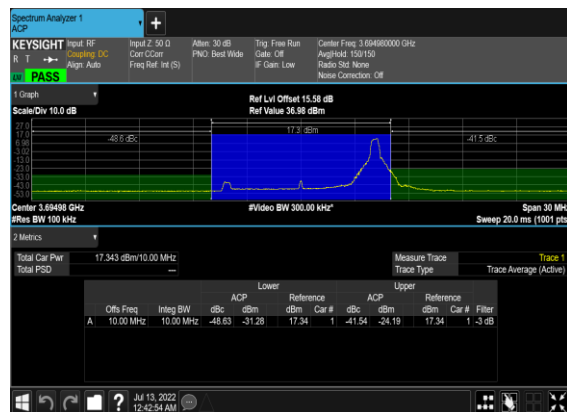 Spectrum Analyzer 1
ACP
+
KEYSIGHT Input: RF Input Z: 50 Ω Atten: 30 dB Trig: Free Run Center Freq: 3.694980000 GHz
R T Coupling: DC Corr CCorr PNO: Best Wide Gate: Off Avg|Hold: 150/150
Align: Auto Freq Ref: Int (S) IF Gain: Low Radio Std: None
PASS Noise Correction: Off
1 Graph Ref Lvl Offset 15.58 dB
Scale/Div 10.0 dB Ref Value 36.98 dBm
27.0
17.0 17.3 dBm
6.98 -48.6 dBc -41.5 dBc
-3.02
-13.0
-23.0
-33.0
-43.0
-53.0
Center 3.69498 GHz #Video BW 300.00 kHz* Span 30 MHz
#Res BW 100 kHz Sweep 20.0 ms (1001 pts
2 Metrics
Total Car Pwr 17.343 dBm/10.00 MHz Measure Trace Trace 1
Total PSD --- Trace Type Trace Average (Active)
Lower Upper
ACP Reference ACP Reference
Offs Freq Integ BW dBc dBm dBm Car # dBc dBm dBm Car # Filter
A 10.00 MHz 10.00 MHz -48.63 -31.28 17.34 1 -41.54 -24.19 17.34 1 -3 dB
? Jul 13, 2022
12:42:54 AM